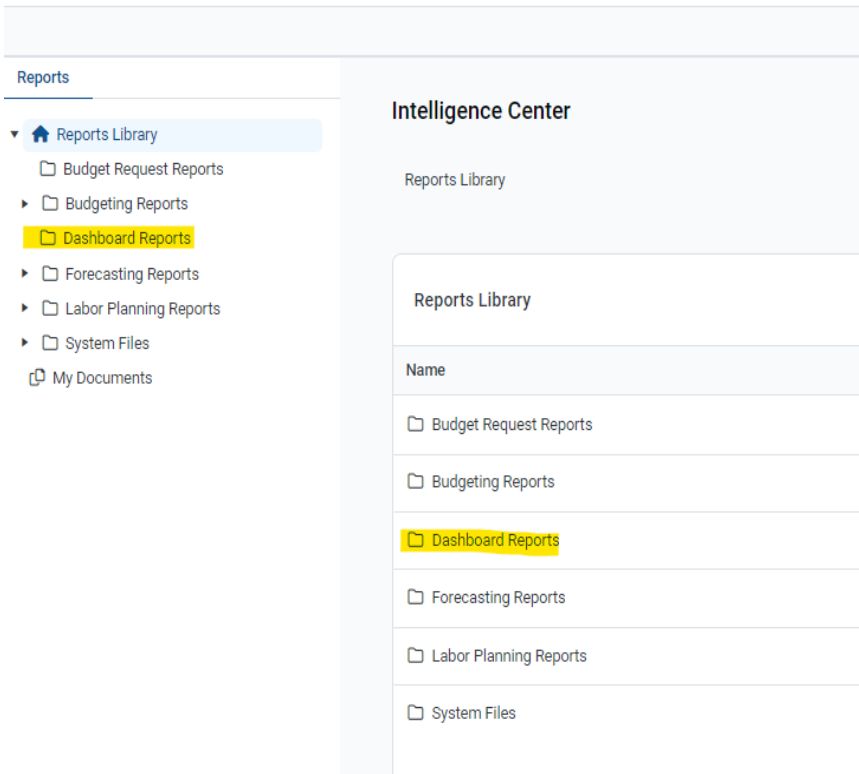 Reports
Reports Library
Budget Request Reports
Budgeting Reports
Dashboard Reports
Forecasting Reports
Labor Planning Reports
System Files
My Documents
Intelligence Center
Reports Library
Reports Library
Name
Budget Request Reports
Budgeting Reports
Dashboard Reports
Forecasting Reports
Labor Planning Reports
System Files